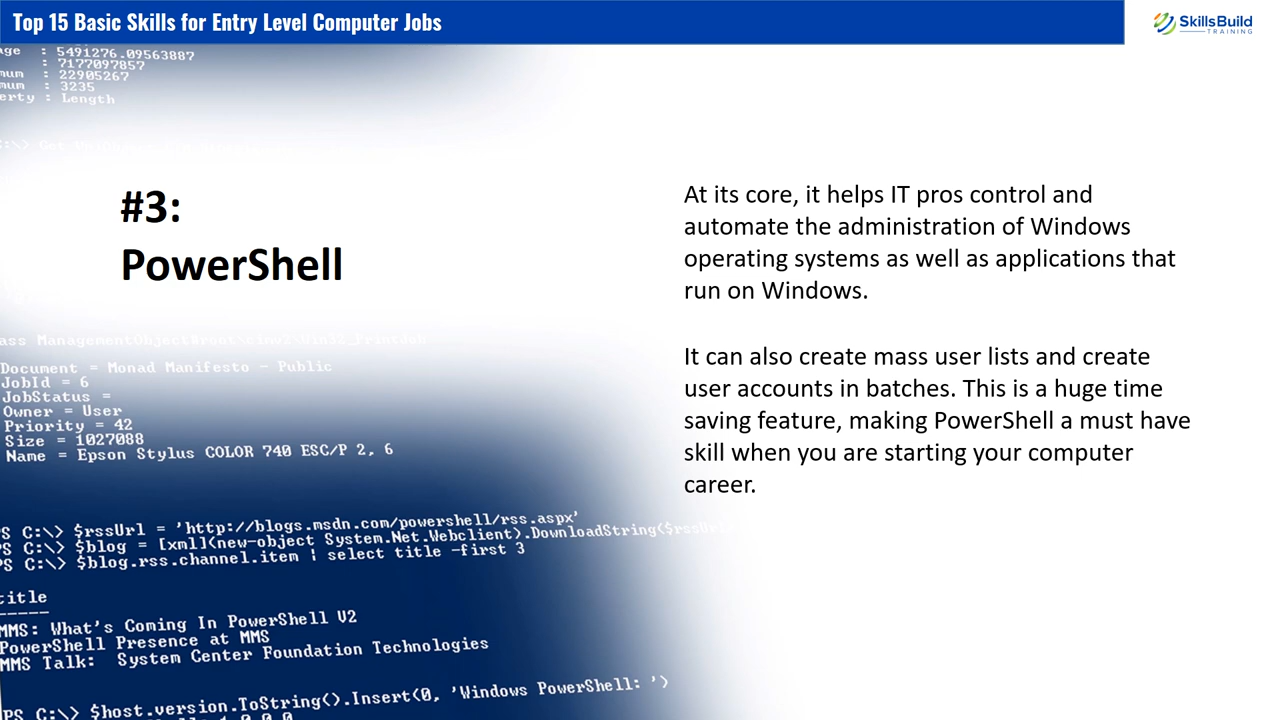 Top 15 Basic Skills for Entry Level Computer Jobs
SkillsBuild
TRAINING
: 5491276.09563887
: 7177097857
: 22905267
: 3235
: Length
#3:
PowerShell
At its core, it helps IT pros control and
automate the administration of Windows
operating systems as well as applications that
run on Windows.
It can also create mass user lists and create
user accounts in batches. This is a huge time
saving feature, making PowerShell a must have
skill when you are starting your computer
career.
Document = Monad Manifesto - Public
JobId = 6
JobStatus =
Owner = User
Priority = 42
Size = 1027088
Name = Epson Stylus COLOR 740 ESC/P 2, 6
PS C:\> $rssUrl = 'http://blogs.msdn.com/powershell/rss.aspx'
PS C:\> $blog = [xml](new-object System.Net.Webclient).DownloadString($rssUrl
PS C:\> $blog.rss.channel.item | select title -first 3
title
-----
MMS: What's Coming In PowerShell V2
PowerShell Presence at MMS
MMS Talk: System Center Foundation Technologies
PS C:\> $host.version.ToString().Insert(0, 'Windows PowerShell: ')